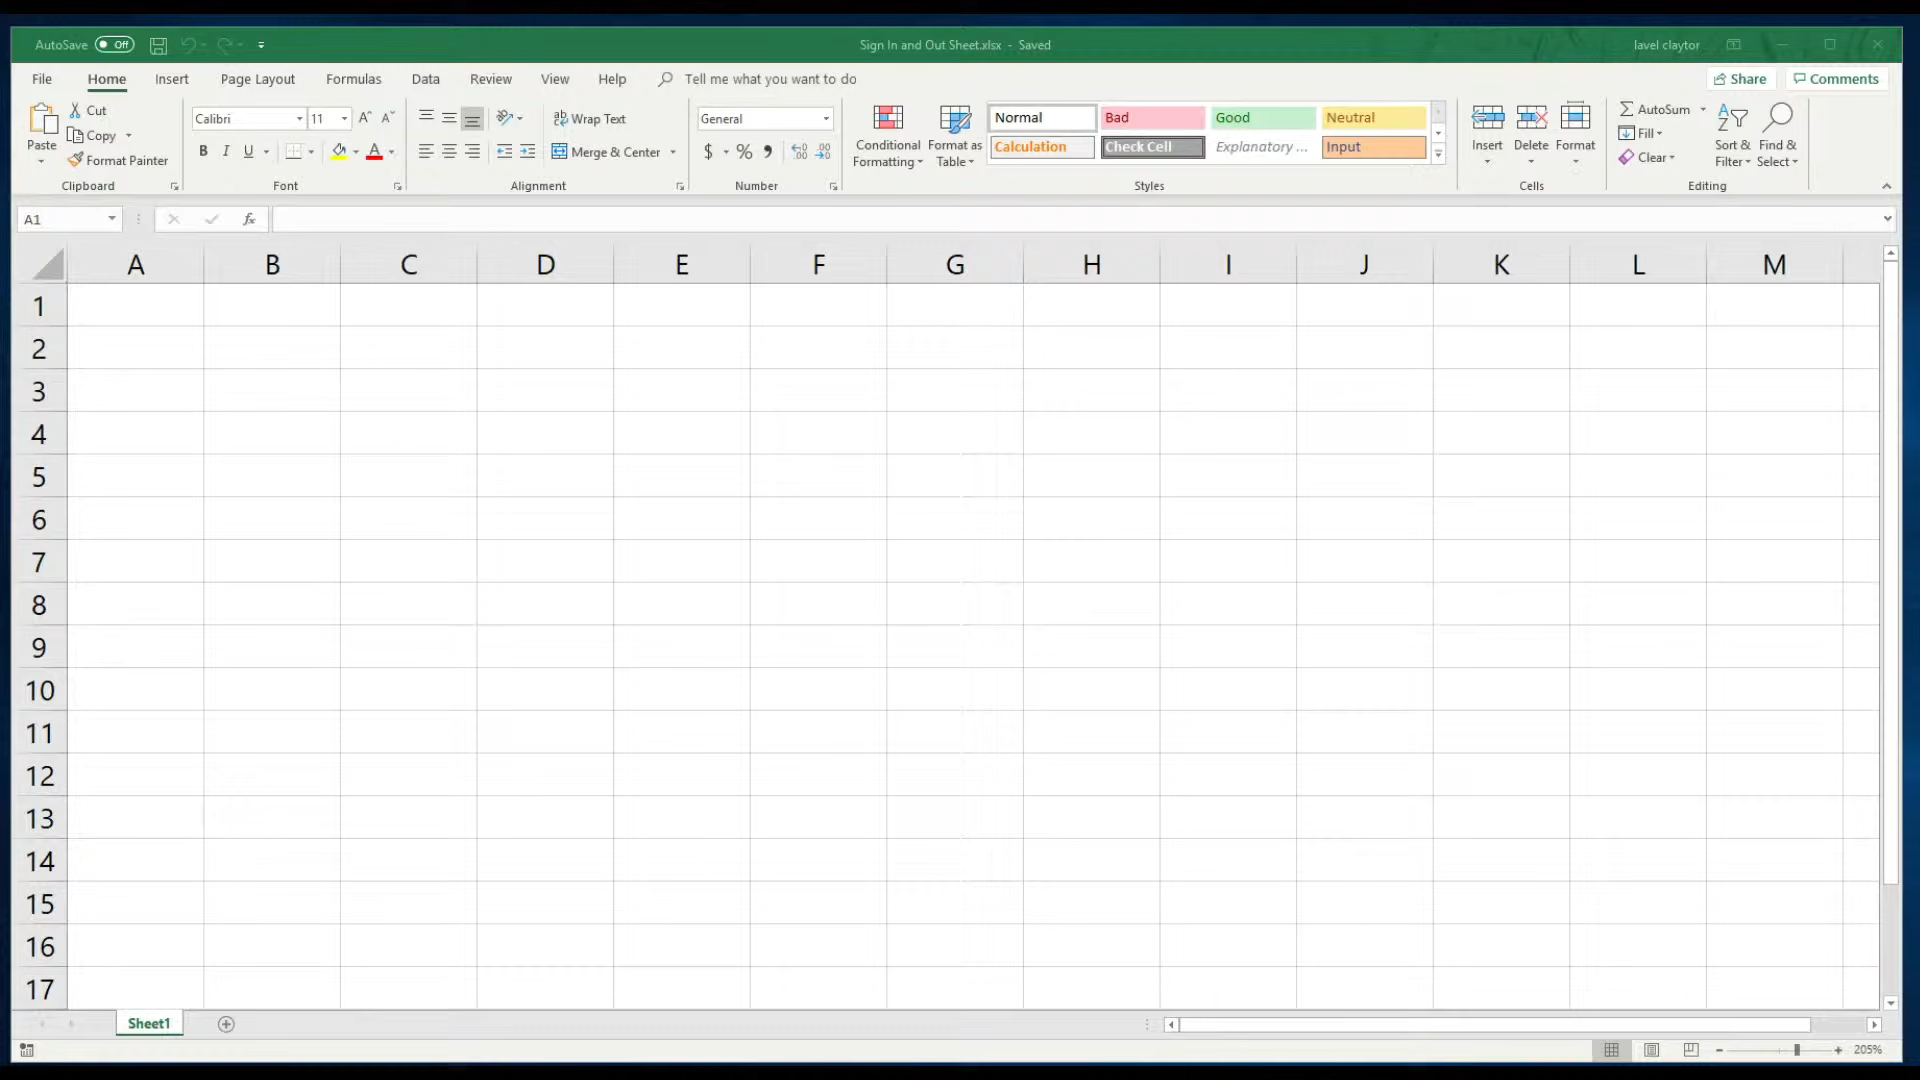 AutoSave Off Sign In and Out Sheet.xlsx - Saved lavel claytor
File Home Insert Page Layout Formulas Data Review View Help Tell me what you want to do Share Comments
Paste
Cut
Copy
Format Painter
Clipboard
Calibri 11
B I U
Font
Wrap Text
Merge & Center
Alignment
General
$ % ,
Number
Conditional
Formatting
Format as
Table
Normal Bad Good Neutral
Calculation Check Cell Explanatory ... Input
Styles
Insert Delete Format
Cells
AutoSum
Fill
Clear
Sort &
Filter
Find &
Select
Editing
A1 fx
A B C D E F G H I J K L M
1
2
3
4
5
6
7
8
9
10
11
12
13
14
15
16
17
Sheet1
205%